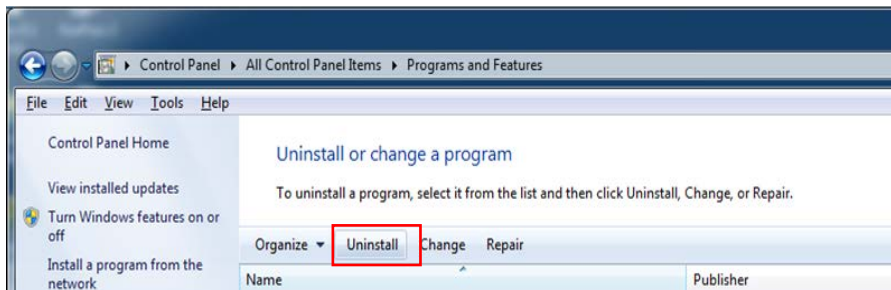 Control Panel All Control Panel Items Programs and Features
File Edit View Tools Help
Control Panel Home
View installed updates
Turn Windows features on or
off
Install a program from the
network
Uninstall or change a program
To uninstall a program, select it from the list and then click Uninstall, Change, or Repair.
Organize Uninstall Change Repair
Name Publisher